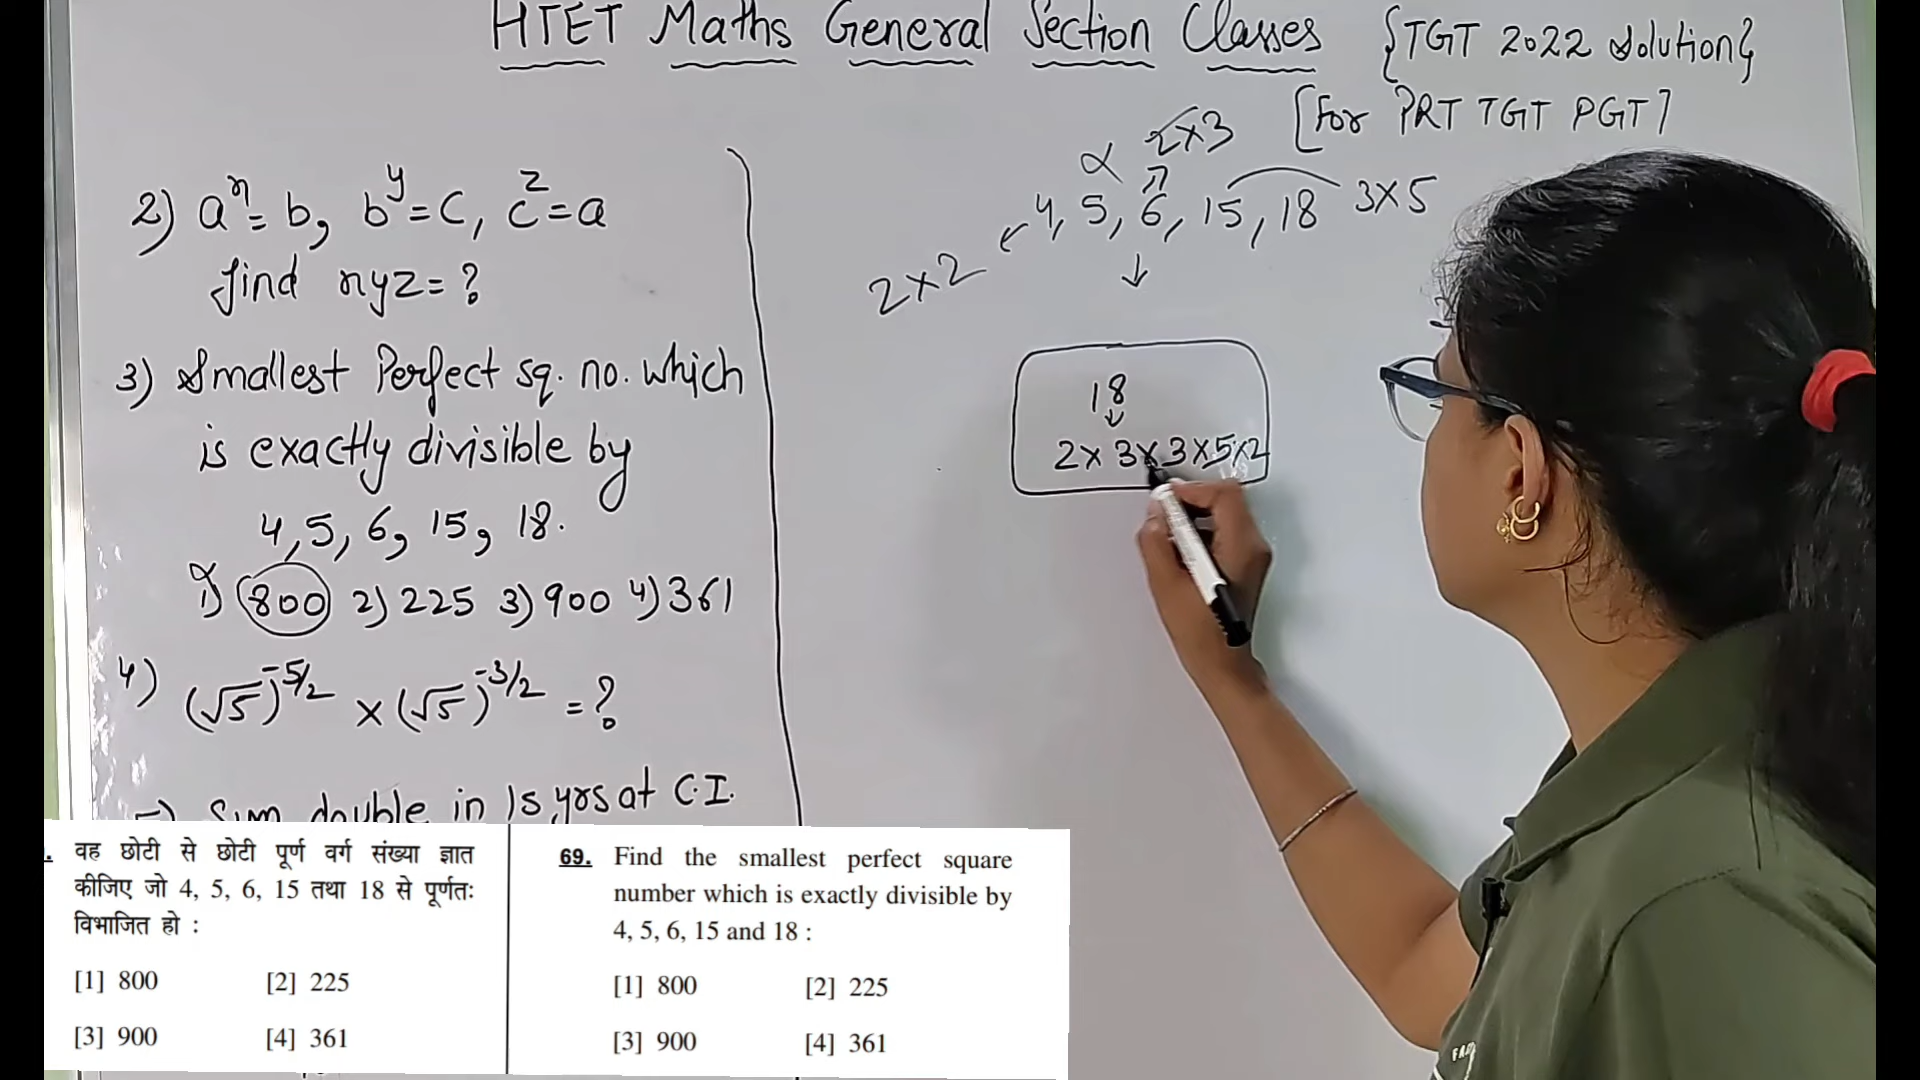 HTET Maths General Section Classes {TGT 2022 Solution}
[For PRT TGT PGT]
2) aˣ = b, bʸ = c, cᶻ = a
find xyz = ?
3) Smallest Perfect sq. no. which
is exactly divisible by
4, 5, 6, 15, 18.
1) 800 2) 225 3) 900 4) 361
4) (√5)^-5/2 × (√5)^-3/2 = ?
5) Sum double in 15 yrs at C.I.
2×3
4, 5, 6, 15, 18 3×5
2×2
18
2×3×3×5×2
वह छोटी से छोटी पूर्ण वर्ग संख्या ज्ञात
कीजिए जो 4, 5, 6, 15 तथा 18 से पूर्णतः
विभाजित हो :
[1] 800 [2] 225
[3] 900 [4] 361
69. Find the smallest perfect square
number which is exactly divisible by
4, 5, 6, 15 and 18 :
[1] 800 [2] 225
[3] 900 [4] 361